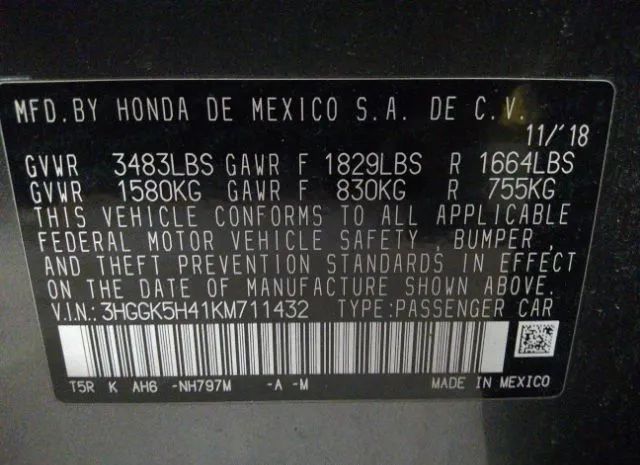 MFD.BY HONDA DE MEXICO S.A. DE C.V.
11/'18
GVWR 3483LBS GAWR F 1829LBS R 1664LBS
GVWR 1580KG GAWR F 830KG R 755KG
THIS VEHICLE CONFORMS TO ALL APPLICABLE
FEDERAL MOTOR VEHICLE SAFETY, BUMPER,
AND THEFT PREVENTION STANDARDS IN EFFECT
ON THE DATE OF MANUFACTURE SHOWN ABOVE.
V.I.N.:3HGGK5H41KM711432 TYPE:PASSENGER CAR
T5R K AH6 -NH797M -A -M MADE IN MEXICO